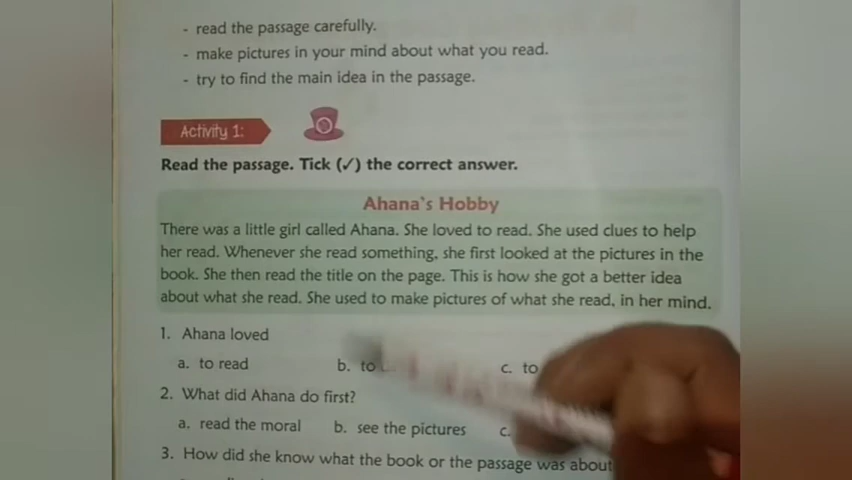 - read the passage carefully.
- make pictures in your mind about what you read.
- try to find the main idea in the passage.
Activity 1:
Read the passage. Tick (✓) the correct answer.
Ahana's Hobby
There was a little girl called Ahana. She loved to read. She used clues to help
her read. Whenever she read something, she first looked at the pictures in the
book. She then read the title on the page. This is how she got a better idea
about what she read. She used to make pictures of what she read, in her mind.
1. Ahana loved
a. to read b. to c. to
2. What did Ahana do first?
a. read the moral b. see the pictures c.
3. How did she know what the book or the passage was about